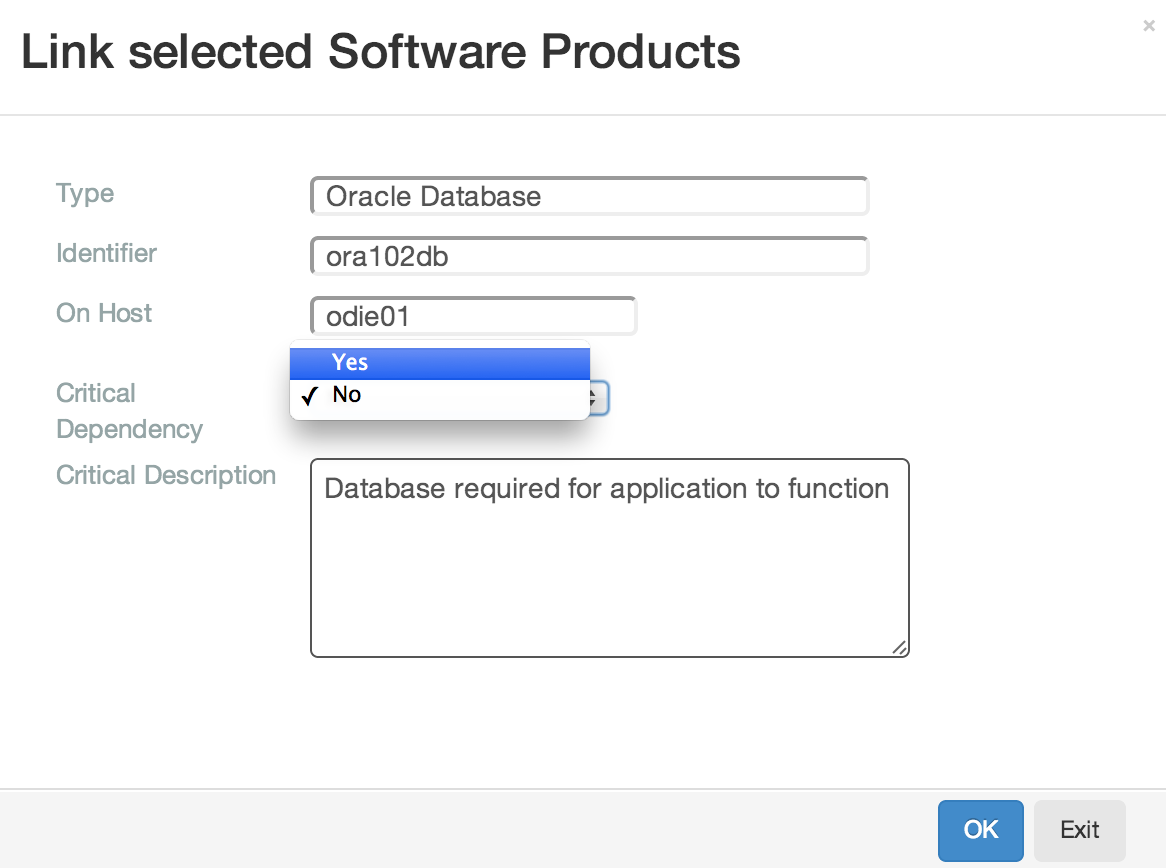 Link selected Software Products
×
Type
Oracle Database
Identifier
ora102db
On Host
odie01
Critical
Dependency
Yes
✓ No
Critical Description
Database required for application to function
OK
Exit